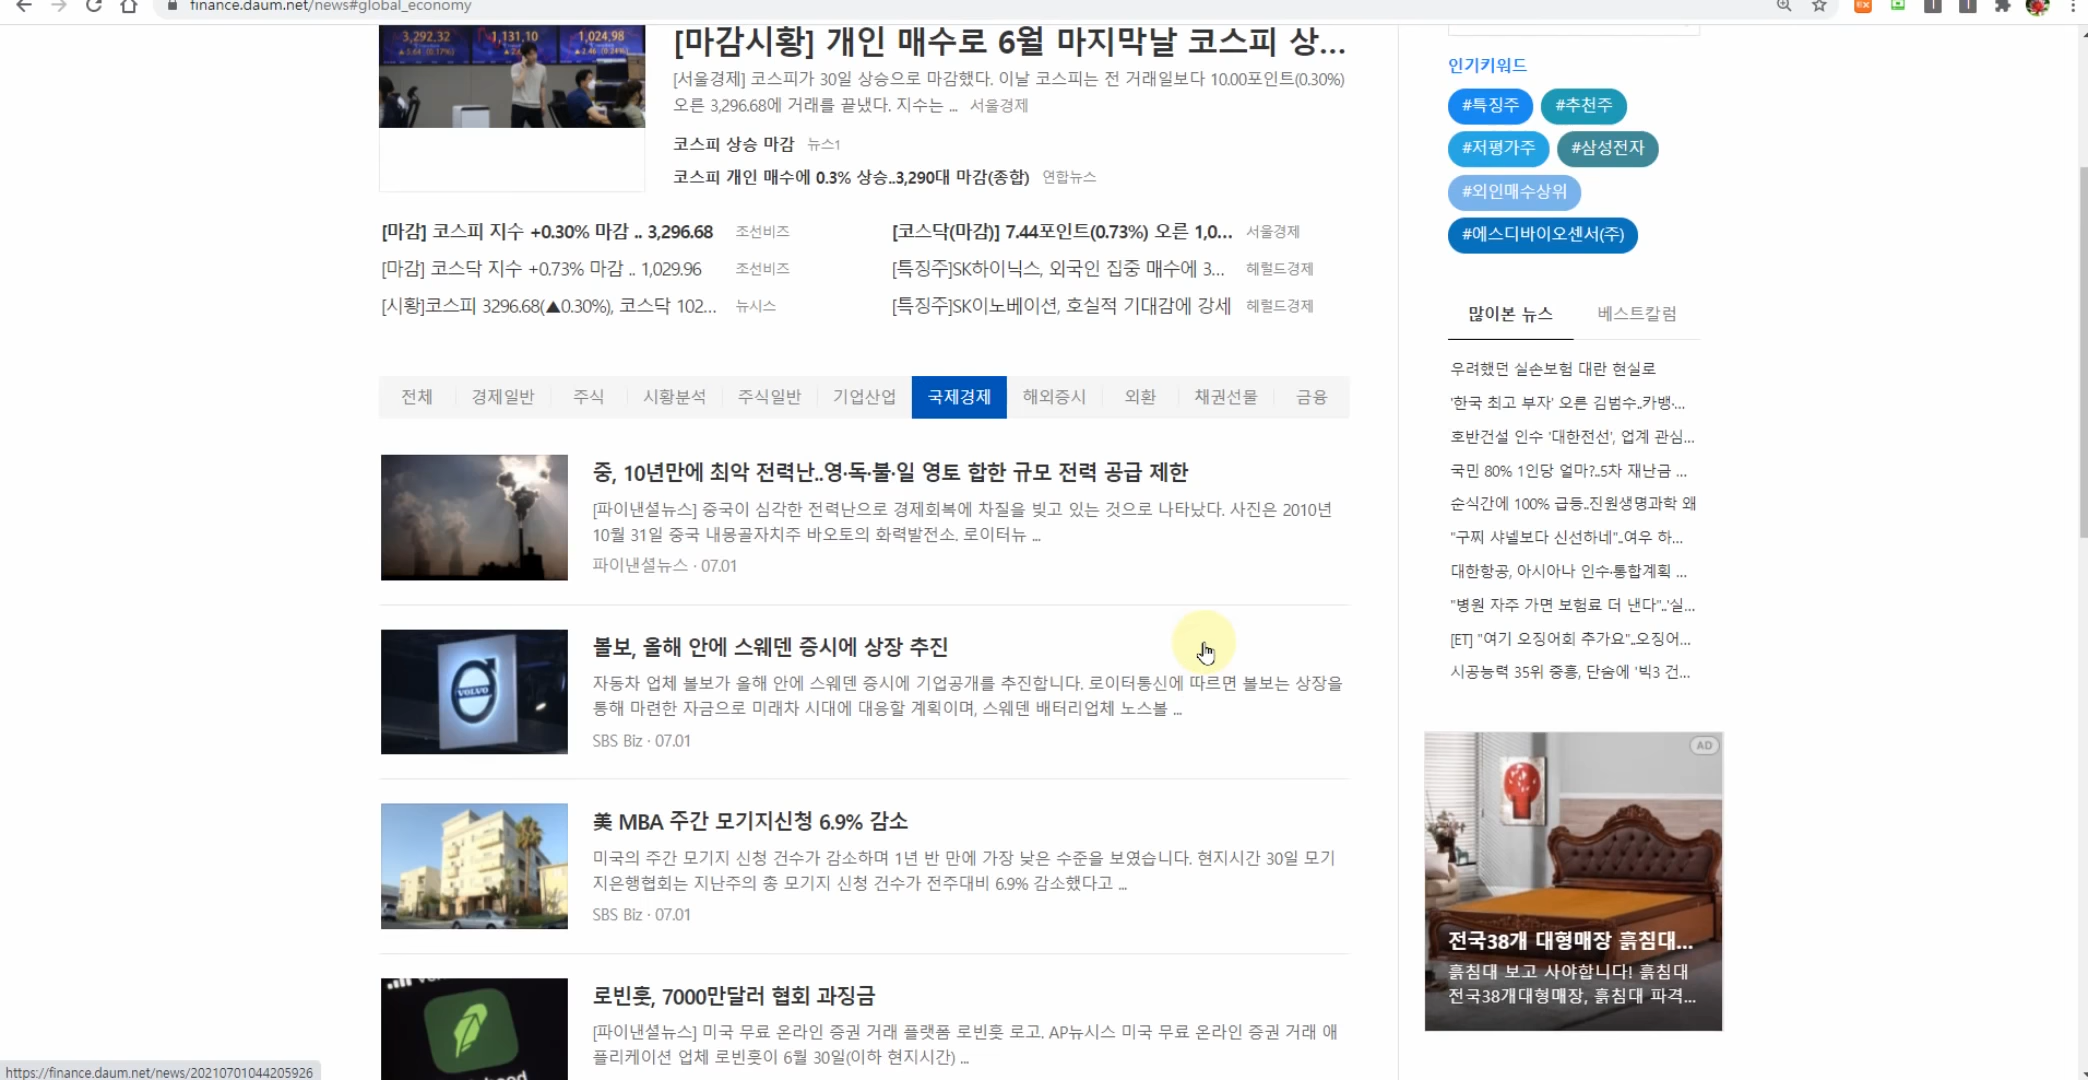 finance.daum.net/news#global_economy
3,292.32
1,131.10
1,024.98
[마감시황] 개인 매수로 6월 마지막날 코스피 상...
[서울경제] 코스피가 30일 상승으로 마감했다. 이날 코스피는 전 거래일보다 10.00포인트(0.30%)
오른 3,296.68에 거래를 끝냈다. 지수는 ... 서울경제
코스피 상승 마감 뉴스1
코스피 개인 매수에 0.3% 상승..3,290대 마감(종합) 연합뉴스
[마감] 코스피 지수 +0.30% 마감 .. 3,296.68 조선비즈
[코스닥(마감)] 7.44포인트(0.73%) 오른 1,0... 서울경제
[마감] 코스닥 지수 +0.73% 마감 .. 1,029.96 조선비즈
[특징주]SK하이닉스, 외국인 집중 매수에 3... 헤럴드경제
[시황]코스피 3296.68(▲0.30%), 코스닥 102... 뉴시스
[특징주]SK이노베이션, 호실적 기대감에 강세 헤럴드경제
전체 경제일반 주식 시황분석 주식일반 기업산업 국제경제 해외증시 외환 채권선물 금융
중, 10년만에 최악 전력난..영·독·불·일 영토 합한 규모 전력 공급 제한
[파이낸셜뉴스] 중국이 심각한 전력난으로 경제회복에 차질을 빚고 있는 것으로 나타났다. 사진은 2010년
10월 31일 중국 내몽골자치주 바오토의 화력발전소. 로이터뉴 ...
파이낸셜뉴스 · 07.01
VOLVO
볼보, 올해 안에 스웨덴 증시에 상장 추진
자동차 업체 볼보가 올해 안에 스웨덴 증시에 기업공개를 추진합니다. 로이터통신에 따르면 볼보는 상장을
통해 마련한 자금으로 미래차 시대에 대응할 계획이며, 스웨덴 배터리업체 노스볼 ...
SBS Biz · 07.01
美 MBA 주간 모기지신청 6.9% 감소
미국의 주간 모기지 신청 건수가 감소하며 1년 반 만에 가장 낮은 수준을 보였습니다. 현지시간 30일 모기
지은행협회는 지난주의 총 모기지 신청 건수가 전주대비 6.9% 감소했다고 ...
SBS Biz · 07.01
로빈훗, 7000만달러 협회 과징금
[파이낸셜뉴스] 미국 무료 온라인 증권 거래 플랫폼 로빈훗 로고. AP뉴시스 미국 무료 온라인 증권 거래 애
플리케이션 업체 로빈훗이 6월 30일(이하 현지시간) ...
인기키워드
#특징주 #추천주
#저평가주 #삼성전자
#외인매수상위
#에스디바이오센서(주)
많이본 뉴스 베스트칼럼
우려했던 실손보험 대란 현실로
'한국 최고 부자' 오른 김범수..카뱅·...
호반건설 인수 '대한전선', 업계 관심...
국민 80% 1인당 얼마?..5차 재난금 ...
순식간에 100% 급등..진원생명과학 왜
"구찌 샤넬보다 신선하네"..여우 하...
대한항공, 아시아나 인수·통합계획 ...
"병원 자주 가면 보험료 더 낸다"..'실...
[ET] "여기 오징어회 추가요"..오징어...
시공능력 35위 중흥, 단숨에 '빅3 건...
AD
전국38개 대형매장 흙침대...
흙침대 보고 사야합니다! 흙침대
전국38개대형매장, 흙침대 파격...
https://finance.daum.net/news/20210701044205926